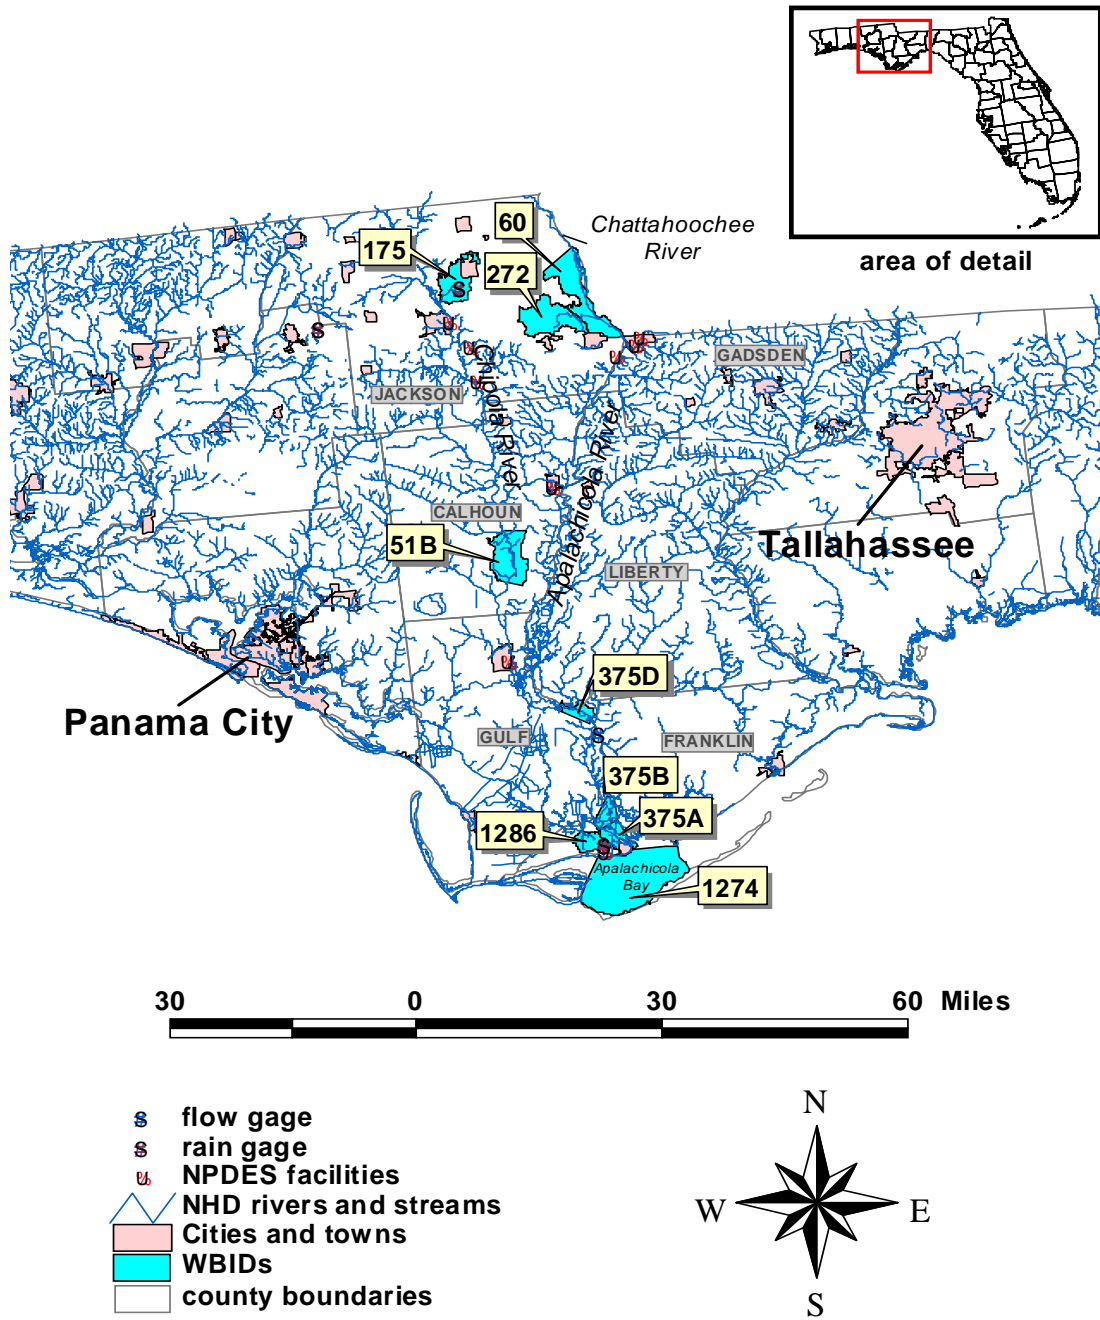 area of detail
60
Chattahoochee
River
175
272
GADSDEN
JACKSON
Chipola River
Apalachicola River
CALHOUN
51B
Tallahassee
LIBERTY
375D
Panama City
GULF
FRANKLIN
375B
375A
1286
Apalachicola
Bay
1274
30 0 30 60 Miles
flow gage
rain gage
NPDES facilities
NHD rivers and streams
Cities and towns
WBIDs
county boundaries
N
W E
S